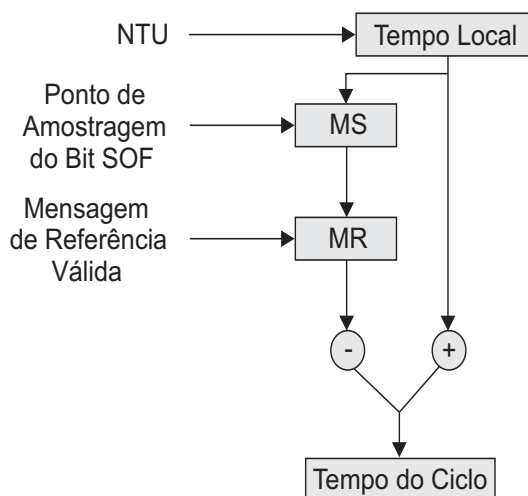 NTU
Tempo Local
Ponto de
Amostragem
do Bit SOF
MS
Mensagem
de Referência
Válida
MR
-
+
Tempo do Ciclo